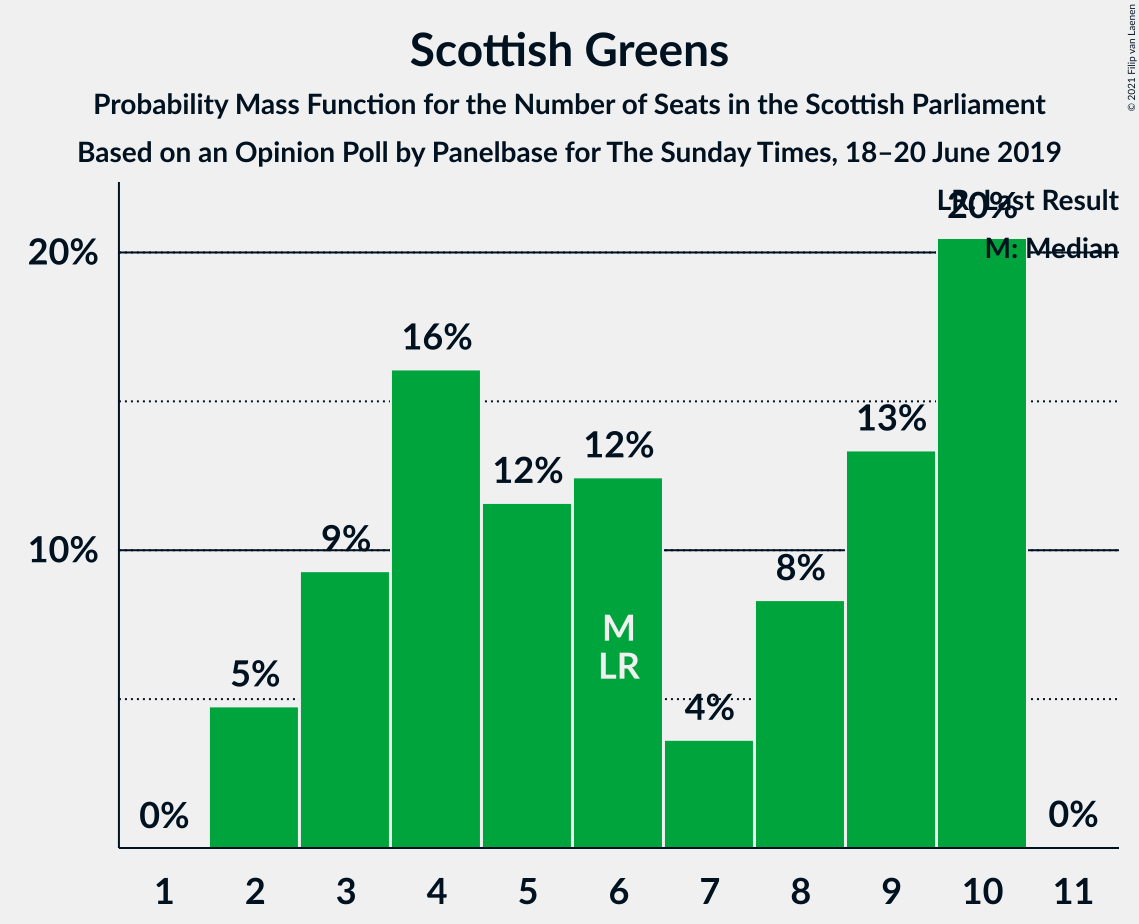 Scottish Greens
Probability Mass Function for the Number of Seats in the Scottish Parliament
Based on an Opinion Poll by Panelbase for The Sunday Times, 18–20 June 2019
© 2021 Filip van Laenen
LR: Last Result
M: Median
20%
10%
0%
5%
9%
16%
12%
12%
4%
8%
13%
20%
0%
M
LR
1 2 3 4 5 6 7 8 9 10 11